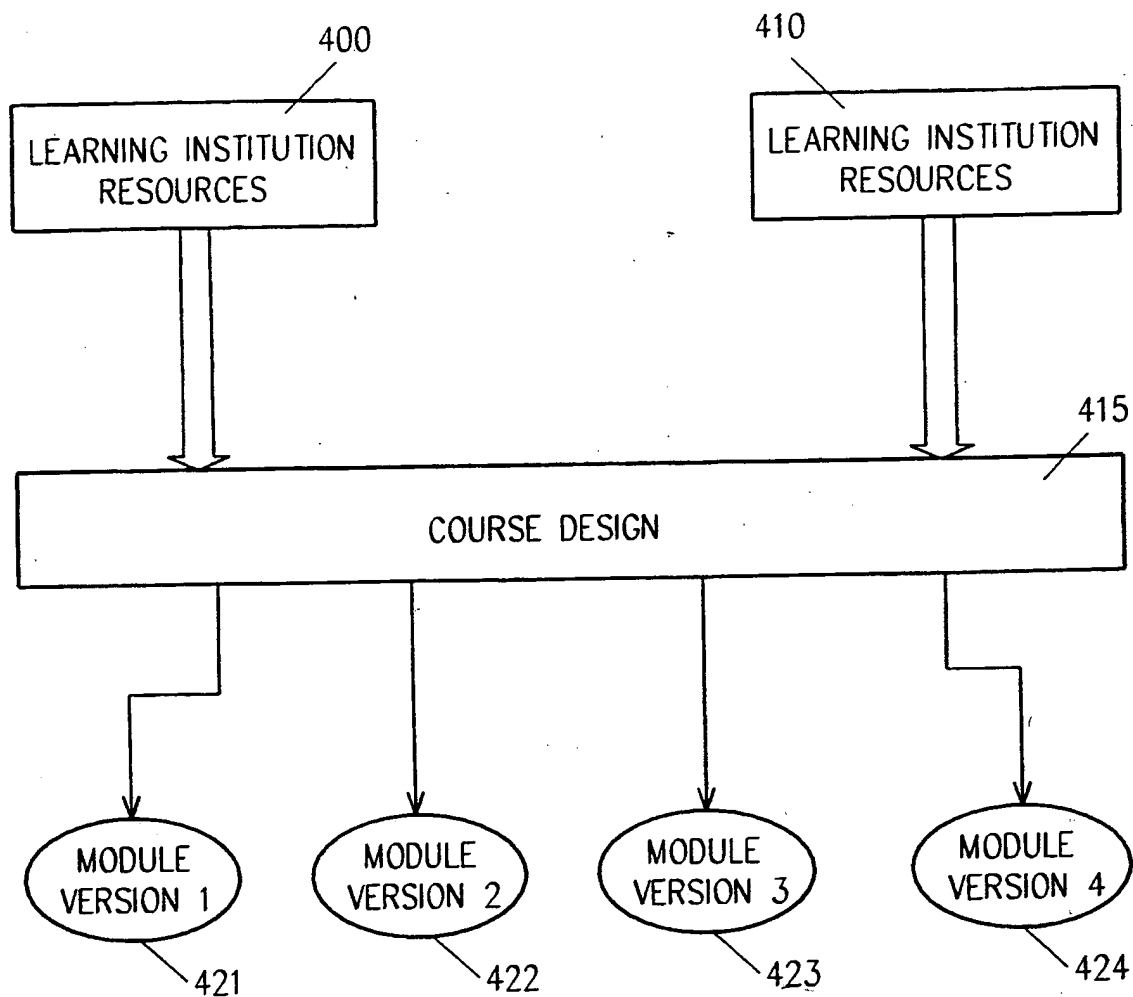 400
410
LEARNING INSTITUTION
RESOURCES
LEARNING INSTITUTION
RESOURCES
415
COURSE DESIGN
MODULE
VERSION 1
MODULE
VERSION 2
MODULE
VERSION 3
MODULE
VERSION 4
421
422
423
424